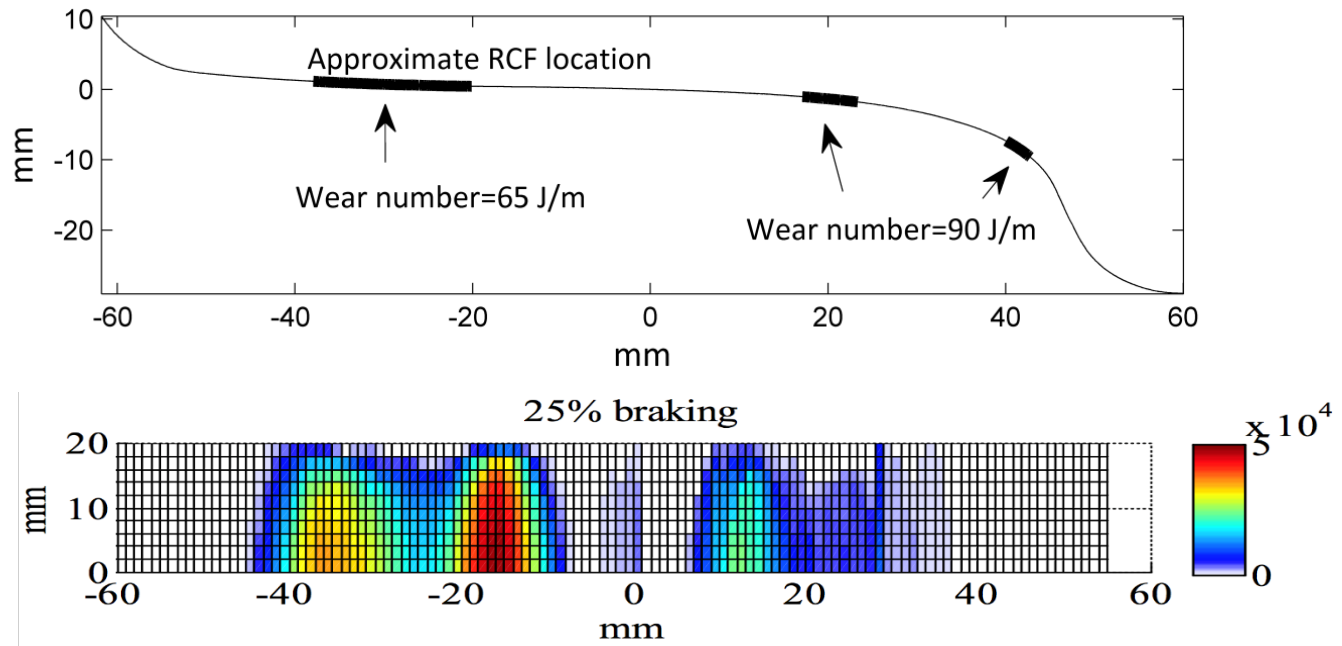 10
0
-10
-20
mm
Approximate RCF location
Wear number=65 J/m
Wear number=90 J/m
-60 -40 -20 0 20 40 60
mm
25% braking
20
10
0
mm
-60 -40 -20 0 20 40 60
mm
x 10^4
5
0